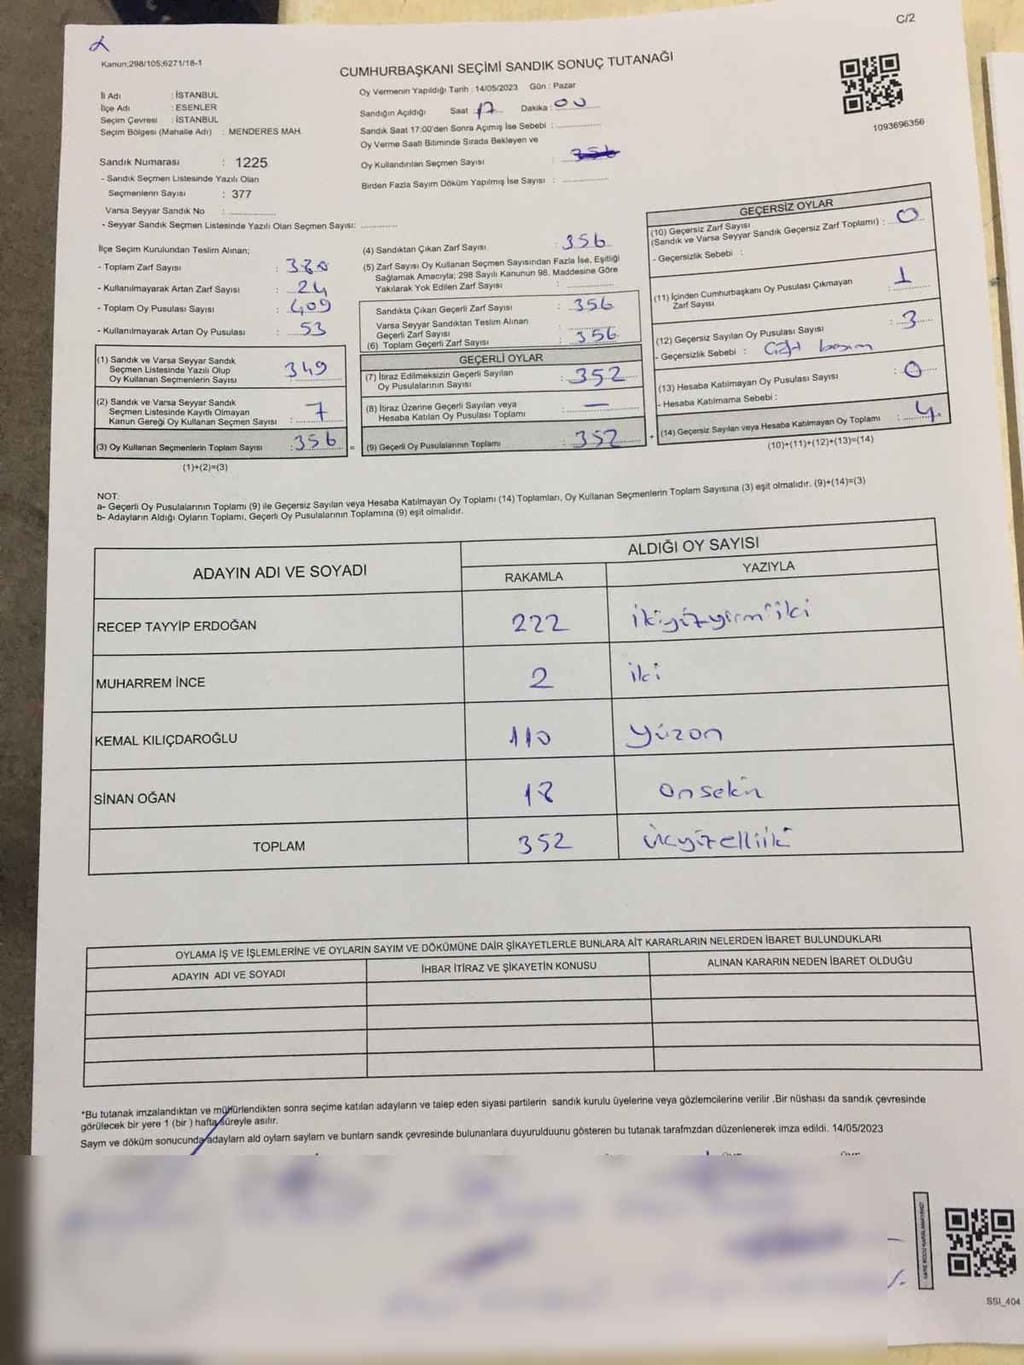 C/2
Kanun:298/105;6271/18-1
CUMHURBAŞKANI SEÇİMİ SANDIK SONUÇ TUTANAĞI
1093696356
İl Adı : İSTANBUL
İlçe Adı : ESENLER
Seçim Çevresi : İSTANBUL
Seçim Bölgesi (Mahalle Adı) : MENDERES MAH.
Sandık Numarası : 1225
- Sandık Seçmen Listesinde Yazılı Olan
Seçmenlerin Sayısı : 377
Varsa Seyyar Sandık No :
- Seyyar Sandık Seçmen Listesinde Yazılı Olan Seçmen Sayısı:
Oy Vermenin Yapıldığı Tarih : 14/05/2023 Gün : Pazar
Sandığın Açıldığı Saat : 17 Dakika : 00
Sandık Saat 17:00'den Sonra Açılmış İse Sebebi :
Oy Verme Saati Bitiminde Sırada Bekleyen ve
Oy Kullandırılan Seçmen Sayısı : 356
Birden Fazla Sayım Döküm Yapılmış İse Sayısı :
İlçe Seçim Kurulundan Teslim Alınan;
- Toplam Zarf Sayısı : 380
- Kullanılmayarak Artan Zarf Sayısı : 24
- Toplam Oy Pusulası Sayısı : 409
- Kullanılmayarak Artan Oy Pusulası : 53
(1) Sandık ve Varsa Seyyar Sandık
Seçmen Listesinde Yazılı Olup
Oy Kullanan Seçmenlerin Sayısı : 349
(2) Sandık ve Varsa Seyyar Sandık
Seçmen Listesinde Kayıtlı Olmayan
Kanun Gereği Oy Kullanan Seçmen Sayısı : 7
(3) Oy Kullanan Seçmenlerin Toplam Sayısı : 356 =
(1)+(2)=(3)
(4) Sandıktan Çıkan Zarf Sayısı : 356
(5) Zarf Sayısı Oy Kullanan Seçmen Sayısından Fazla İse, Eşitliği
Sağlamak Amacıyla; 298 Sayılı Kanunun 98. Maddesine Göre
Yakılarak Yok Edilen Zarf Sayısı :
Sandıkta Çıkan Geçerli Zarf Sayısı : 356
Varsa Seyyar Sandıktan Teslim Alınan
Geçerli Zarf Sayısı :
(6) Toplam Geçerli Zarf Sayısı : 356
GEÇERLİ OYLAR
(7) İtiraz Edilmeksizin Geçerli Sayılan
Oy Pusulalarının Sayısı : 352
(8) İtiraz Üzerine Geçerli Sayılan veya
Hesaba Katılan Oy Pusulası Toplamı : —
(9) Geçerli Oy Pusulalarının Toplamı : 352 +
GEÇERSİZ OYLAR
(10) Geçersiz Zarf Sayısı
(Sandık ve Varsa Seyyar Sandık Geçersiz Zarf Toplamı) : 0
- Geçersizlik Sebebi :
(11) İçinden Cumhurbaşkanı Oy Pusulası Çıkmayan
Zarf Sayısı : 1
(12) Geçersiz Sayılan Oy Pusulası Sayısı : 3
- Geçersizlik Sebebi : Çift basım
(13) Hesaba Katılmayan Oy Pusulası Sayısı : 0
- Hesaba Katılmama Sebebi :
(14) Geçersiz Sayılan veya Hesaba Katılmayan Oy Toplamı : 4
(10)+(11)+(12)+(13)=(14)
NOT:
a- Geçerli Oy Pusulalarının Toplamı (9) ile Geçersiz Sayılan veya Hesaba Katılmayan Oy Toplamı (14) Toplamları, Oy Kullanan Seçmenlerin Toplam Sayısına (3) eşit olmalıdır. (9)+(14)=(3)
b- Adayların Aldığı Oyların Toplamı, Geçerli Oy Pusulalarının Toplamına (9) eşit olmalıdır.
ADAYIN ADI VE SOYADI ALDIĞI OY SAYISI
RAKAMLA YAZIYLA
RECEP TAYYİP ERDOĞAN 222 ikiyüzyirmiiki
MUHARREM İNCE 2 iki
KEMAL KILIÇDAROĞLU 110 yüzon
SİNAN OĞAN 18 onsekiz
TOPLAM 352 üçyüzelliiki
OYLAMA İŞ VE İŞLEMLERİNE VE OYLARIN SAYIM VE DÖKÜMÜNE DAİR ŞİKAYETLERLE BUNLARA AİT KARARLARIN NELERDEN İBARET BULUNDUKLARI
ADAYIN ADI VE SOYADI İHBAR İTİRAZ VE ŞİKAYETİN KONUSU ALINAN KARARIN NEDEN İBARET OLDUĞU
*Bu tutanak imzalandıktan ve mühürlendikten sonra seçime katılan adayların ve talep eden siyasi partilerin sandık kurulu üyelerine veya gözlemcilerine verilir .Bir nüshası da sandık çevresinde
görülecek bir yere 1 (bir ) hafta süreyle asılır.
Saym ve döküm sonucunda adaylarn ald oylarn saylarn ve bunlarn sandk çevresinde bulunanlara duyurulduunu gösteren bu tutanak tarafmzdan düzenlenerek imza edildi. 14/05/2023
SSI_404